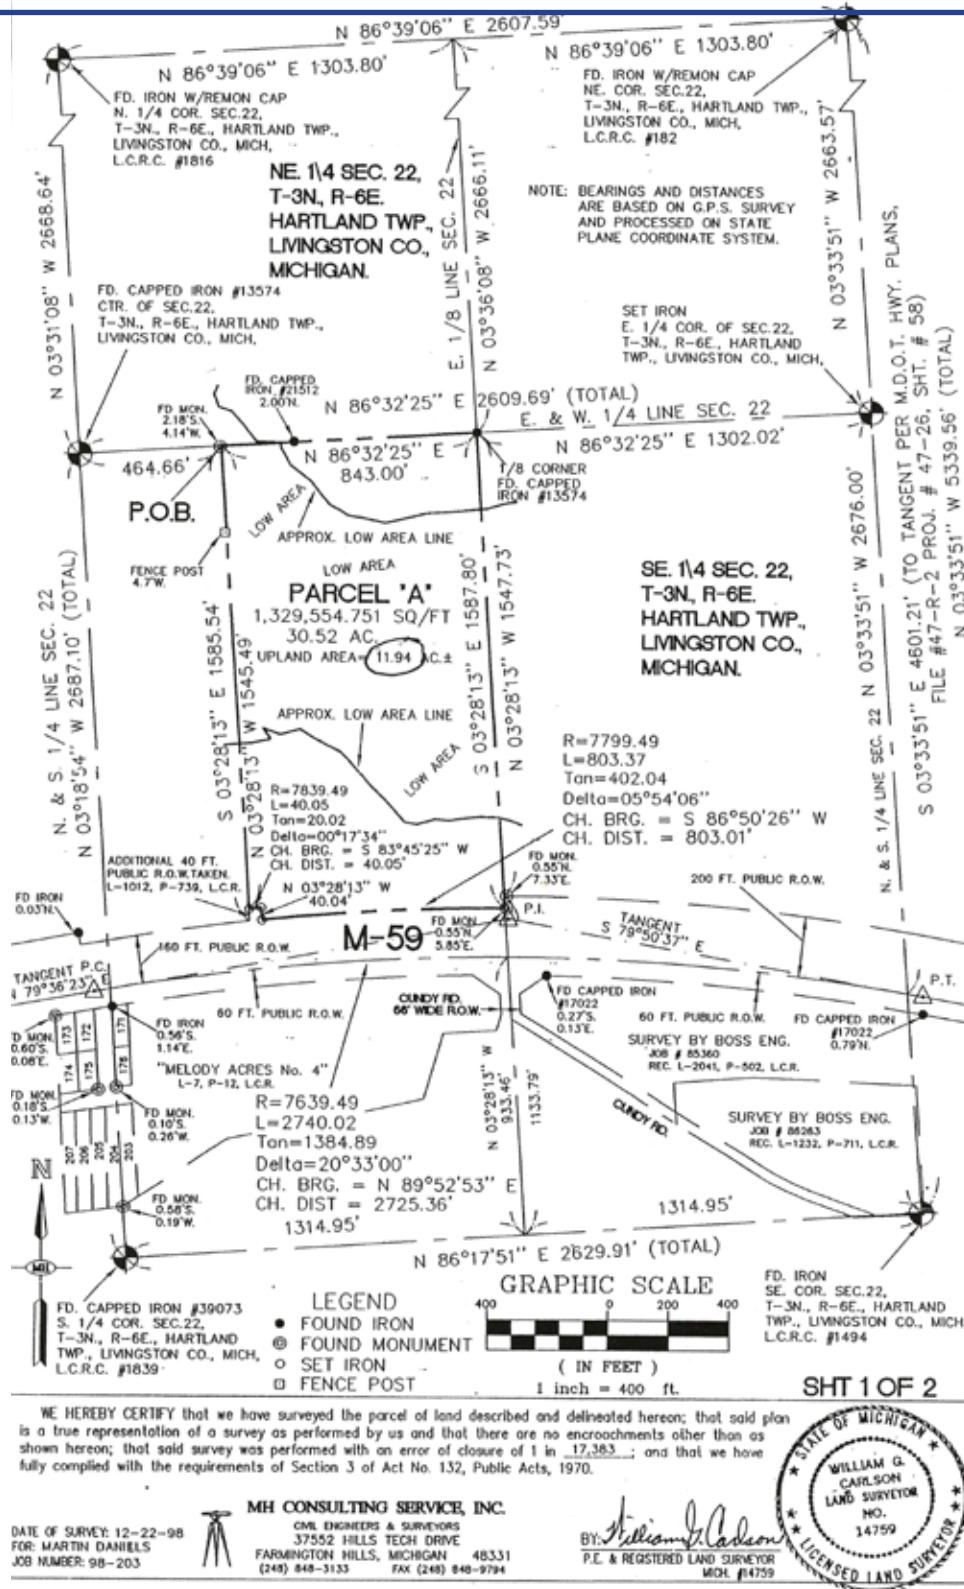 N 86°39'06" E 2607.59'
N 86°39'06" E 1303.80'
N 86°39'06" E 1303.80'
FD. IRON W/REMON CAP
N. 1/4 COR. SEC.22,
T-3N., R-6E., HARTLAND TWP.,
LIVINGSTON CO., MICH,
L.C.R.C. #1816
FD. IRON W/REMON CAP
NE. COR. SEC.22,
T-3N., R-6E., HARTLAND TWP.,
LIVINGSTON CO., MICH,
L.C.R.C. #182
NE. 1\4 SEC. 22,
T-3N., R-6E.
HARTLAND TWP.,
LIVINGSTON CO.,
MICHIGAN.
NOTE: BEARINGS AND DISTANCES
ARE BASED ON G.P.S. SURVEY
AND PROCESSED ON STATE
PLANE COORDINATE SYSTEM.
N 03°31'08" W 2668.64'
E. 1/8 LINE SEC. 22
N 03°36'08" W 2666.11'
N 03°33'51" W 2663.57'
FD. CAPPED IRON #13574
CTR. OF SEC.22,
T-3N., R-6E., HARTLAND TWP.,
LIVINGSTON CO., MICH,
SET IRON
E. 1/4 COR. OF SEC.22,
T-3N., R-6E., HARTLAND
TWP., LIVINGSTON CO., MICH,
FD. CAPPED
IRON #21512
2.00'N.
FD MON.
2.18'S.
4.14'W.
N 86°32'25" E 2609.69' (TOTAL)
E. & W. 1/4 LINE SEC. 22
N 86°32'25" E 1302.02'
464.66'
N 86°32'25" E
843.00'
1/8 CORNER
FD. CAPPED
IRON #13574
P.O.B.
LOW AREA
APPROX. LOW AREA LINE
FENCE POST
4.7'W.
LOW AREA
PARCEL "A"
1,329,554.751 SQ/FT
30.52 AC.
UPLAND AREA= 11.94 AC.±
SE. 1\4 SEC. 22,
T-3N., R-6E.
HARTLAND TWP.,
LIVINGSTON CO.,
MICHIGAN.
N. & S. 1/4 LINE SEC. 22
N 03°18'54" W 2687.10' (TOTAL)
S 03°28'13" E 1585.54'
N 03°28'13" W 1545.49'
S 03°28'13" E 1587.80'
N 03°28'13" W 1547.73'
N. & S. 1/4 LINE SEC. 22 N 03°33'51" W 2676.00'
S 03°33'51" E 4601.21' (TO TANGENT PER M.D.O.T. HWY. PLANS,
FILE #47-R-2 PROJ. # 47-26, SHT. # 58)
N 03°33'51" W 5339.56' (TOTAL)
APPROX. LOW AREA LINE
LOW AREA
R=7799.49
L=803.37
Tan=402.04
Delta=05°54'06"
CH. BRG. = S 86°50'26" W
CH. DIST. = 803.01'
R=7839.49
L=40.05
Tan=20.02
Delta=00°17'34"
CH. BRG. = S 83°45'25" W
CH. DIST. = 40.05'
ADDITIONAL 40 FT.
PUBLIC R.O.W.TAKEN.
L-1012, P-739, L.C.R.
N 03°28'13" W
40.04'
FD MON.
0.55'N.
7.33'E.
200 FT. PUBLIC R.O.W.
FD IRON
0.03'N.
FD MON.
0.55'N.
5.85'E.
P.I.
160 FT. PUBLIC R.O.W.
M-59
TANGENT
S 79°50'37" E
TANGENT P.C.
N 79°36'23" E
P.T.
60 FT. PUBLIC R.O.W.
CUNDY RD.
66' WIDE R.O.W.
FD CAPPED IRON
#17022
0.27'S.
0.13'E.
60 FT. PUBLIC R.O.W.
FD CAPPED IRON
#17022
0.79'N.
FD MON.
0.60'S.
0.08'E.
173
172
171
FD IRON
0.56'S.
1.14'E.
174
175
176
SURVEY BY BOSS ENG.
JOB # 85360
REC. L-2041, P-502, L.C.R.
"MELODY ACRES No. 4"
L-7, P-12, L.C.R.
FD MON.
0.18'S.
0.13'W.
FD MON.
0.10'S.
0.26'W.
R=7639.49
L=2740.02
Tan=1384.89
Delta=20°33'00"
CH. BRG. = N 89°52'53" E
CH. DIST = 2725.36'
N 03°28'13" W
933.46'
1133.79'
CUNDY RD.
SURVEY BY BOSS ENG.
JOB # 86263
REC. L-1232, P-711, L.C.R.
207
206
205
204
203
N
FD MON.
0.58'S.
0.19'W.
1314.95'
1314.95'
N 86°17'51" E 2629.91' (TOTAL)
MH
FD. CAPPED IRON #39073
S. 1/4 COR. SEC.22,
T-3N., R-6E., HARTLAND
TWP., LIVINGSTON CO., MICH,
L.C.R.C. #1839
FD. IRON
SE. COR. SEC.22,
T-3N., R-6E., HARTLAND
TWP., LIVINGSTON CO., MICH
L.C.R.C. #1494
LEGEND
FOUND IRON
FOUND MONUMENT
SET IRON
FENCE POST
GRAPHIC SCALE
400 0 200 400
( IN FEET )
1 inch = 400 ft.
SHT 1 OF 2
WE HEREBY CERTIFY that we have surveyed the parcel of land described and delineated hereon; that said plan
is a true representation of a survey as performed by us and that there are no encroachments other than as
shown hereon; that said survey was performed with an error of closure of 1 in 17,383 ; and that we have
fully complied with the requirements of Section 3 of Act No. 132, Public Acts, 1970.
DATE OF SURVEY: 12-22-98
FOR: MARTIN DANIELS
JOB NUMBER: 98-203
MH CONSULTING SERVICE, INC.
CIVIL ENGINEERS & SURVEYORS
37552 HILLS TECH DRIVE
FARMINGTON HILLS, MICHIGAN 48331
(248) 848-3133 FAX (248) 848-9794
BY: William G. Carlson
P.E. & REGISTERED LAND SURVEYOR
MICH. #14759
STATE OF MICHIGAN
WILLIAM G.
CARLSON
LAND SURVEYOR
NO.
14759
LICENSED LAND SURVEYOR